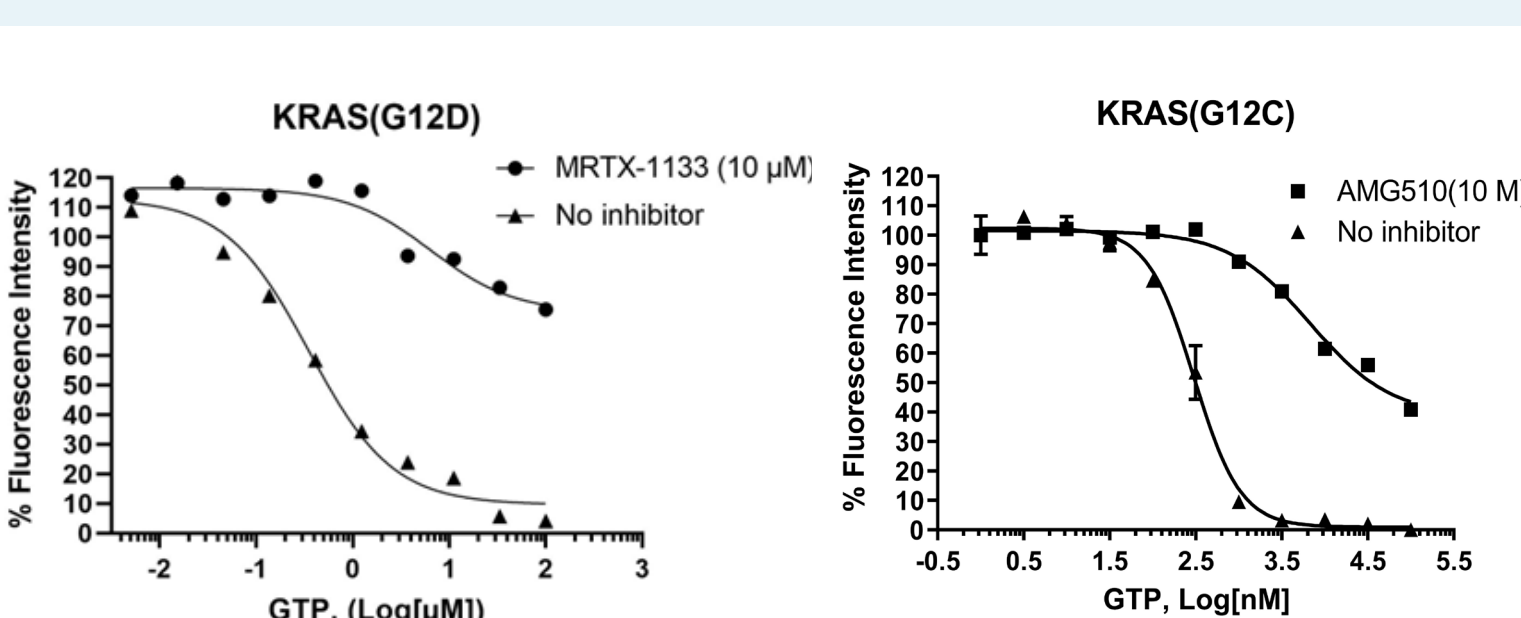 KRAS(G12D)
MRTX-1133 (10 µM)
No inhibitor
% Fluorescence Intensity
120
110
100
90
80
70
60
50
40
30
20
10
0
-2 -1 0 1 2 3
GTP, (Log[µM])
KRAS(G12C)
AMG510(10 M)
No inhibitor
% Fluorescence Intensity
120
110
100
90
80
70
60
50
40
30
20
10
0
-0.5 0.5 1.5 2.5 3.5 4.5 5.5
GTP, Log[nM]